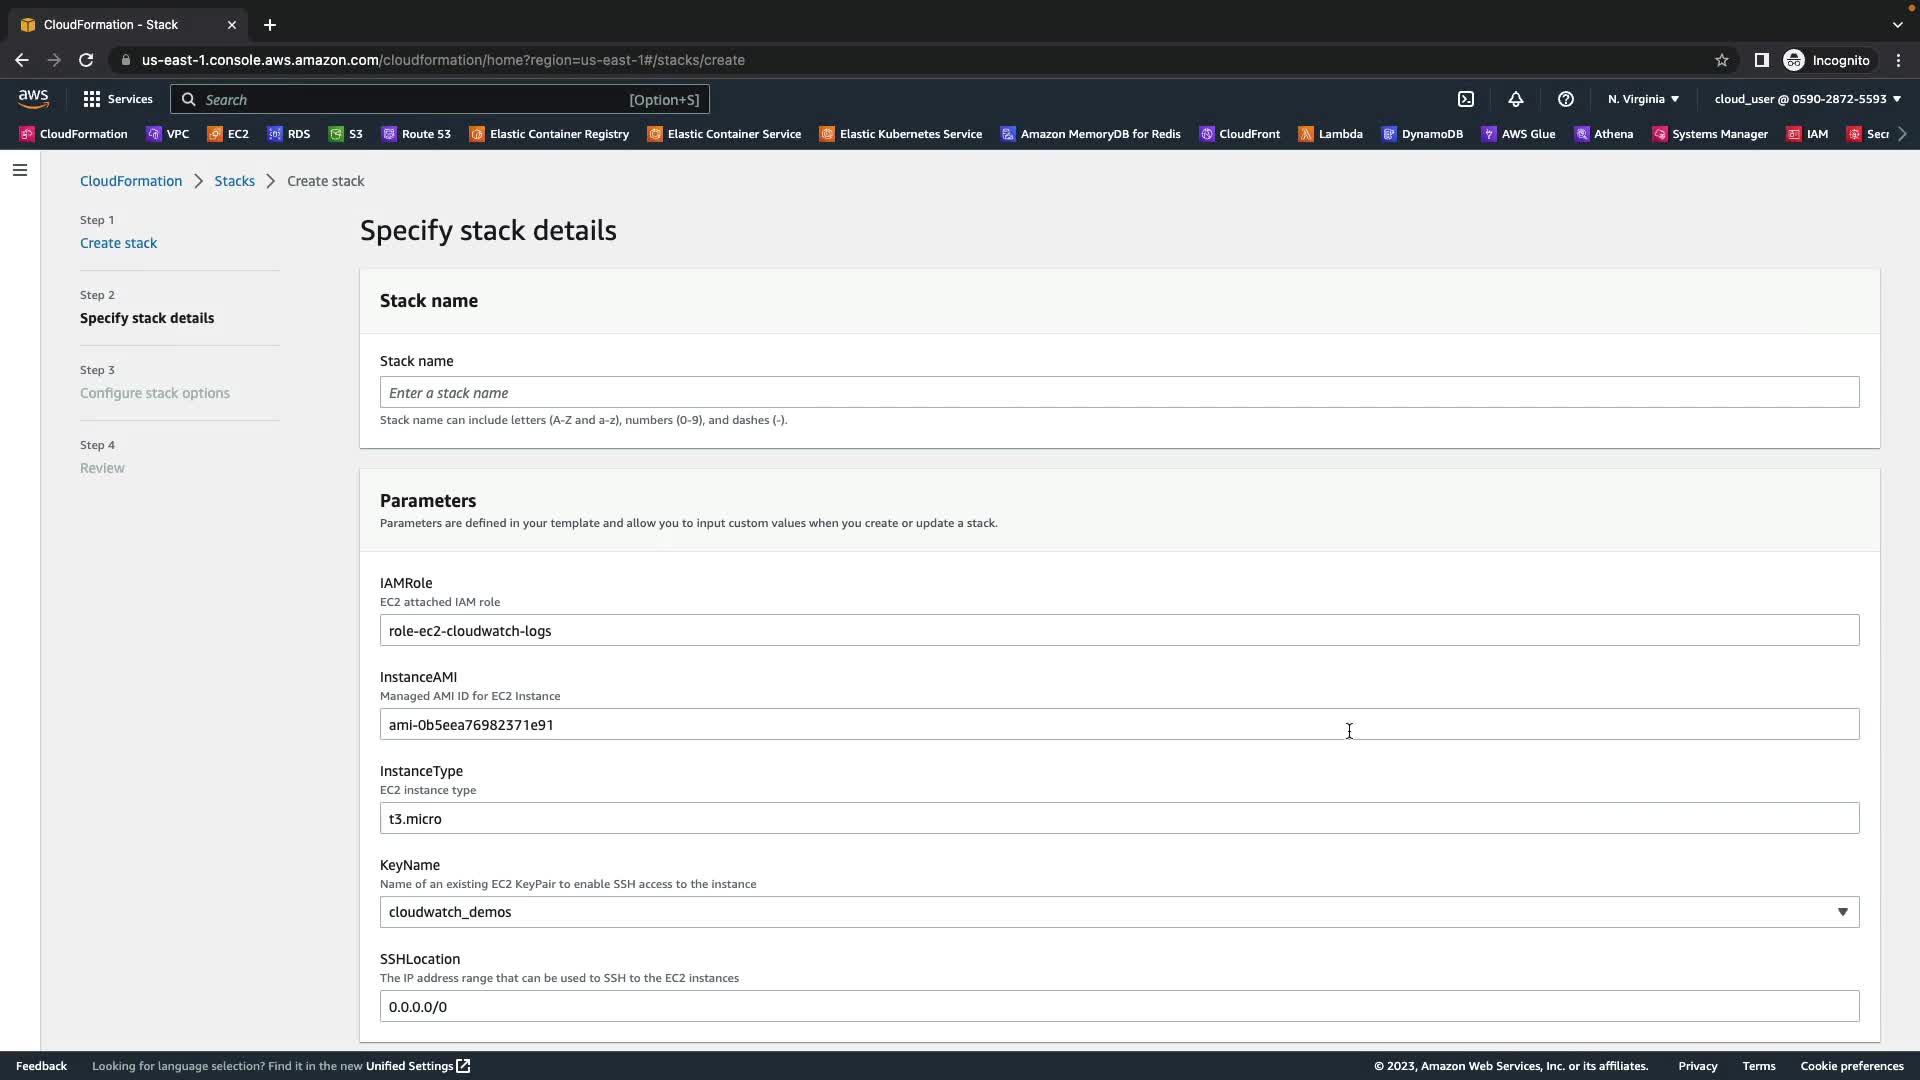 CloudFormation - Stack
us-east-1.console.aws.amazon.com/cloudformation/home?region=us-east-1#/stacks/create
Incognito
aws
Services
Search
[Option+S]
N. Virginia
cloud_user @ 0590-2872-5593
CloudFormation
VPC
EC2
RDS
S3
Route 53
Elastic Container Registry
Elastic Container Service
Elastic Kubernetes Service
Amazon MemoryDB for Redis
CloudFront
Lambda
DynamoDB
AWS Glue
Athena
Systems Manager
IAM
Secr
CloudFormation > Stacks > Create stack
Step 1
Create stack
Step 2
Specify stack details
Step 3
Configure stack options
Step 4
Review
Specify stack details
Stack name
Stack name
Enter a stack name
Stack name can include letters (A-Z and a-z), numbers (0-9), and dashes (-).
Parameters
Parameters are defined in your template and allow you to input custom values when you create or update a stack.
IAMRole
EC2 attached IAM role
role-ec2-cloudwatch-logs
InstanceAMI
Managed AMI ID for EC2 Instance
ami-0b5eea76982371e91
InstanceType
EC2 instance type
t3.micro
KeyName
Name of an existing EC2 KeyPair to enable SSH access to the instance
cloudwatch_demos
SSHLocation
The IP address range that can be used to SSH to the EC2 instances
0.0.0.0/0
Feedback
Looking for language selection? Find it in the new Unified Settings
© 2023, Amazon Web Services, Inc. or its affiliates.
Privacy
Terms
Cookie preferences